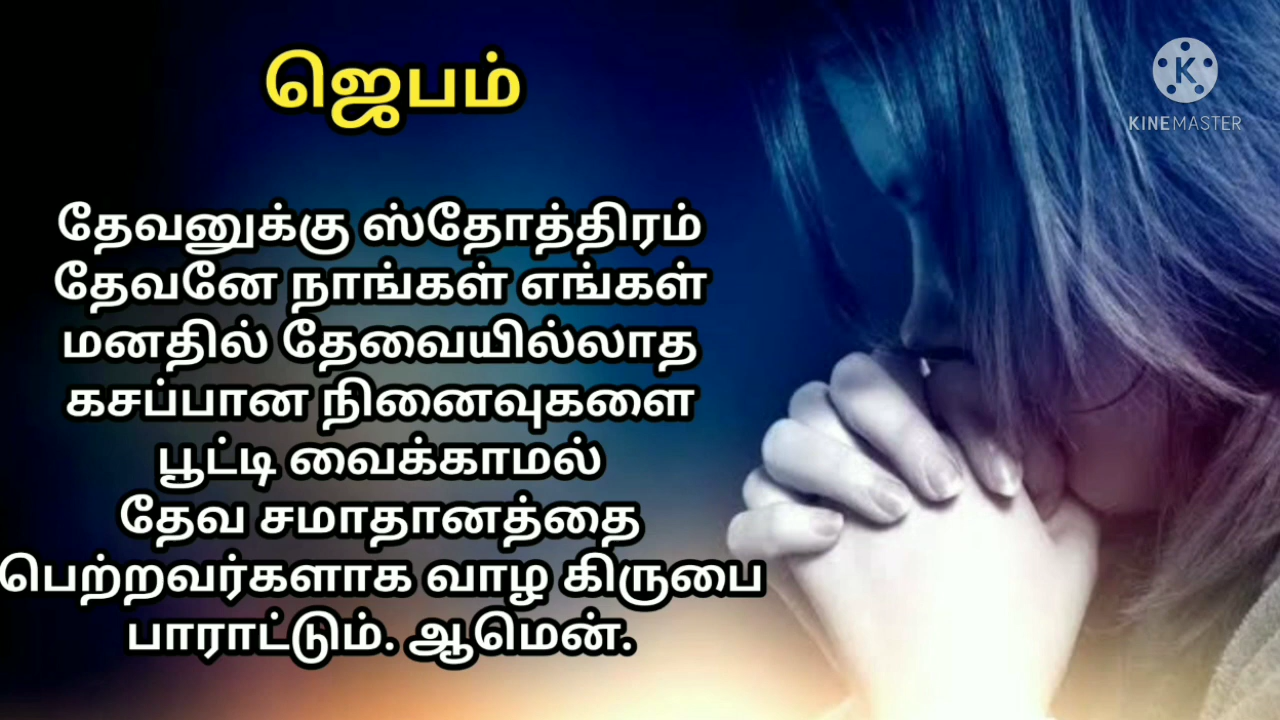 ஜெபம்
KINEMASTER
தேவனுக்கு ஸ்தோத்திரம்
தேவனே நாங்கள் எங்கள்
மனதில் தேவையில்லாத
கசப்பான நினைவுகளை
பூட்டி வைக்காமல்
தேவ சமாதானத்தை
பெற்றவர்களாக வாழ கிருபை
பாராட்டும். ஆமென்.